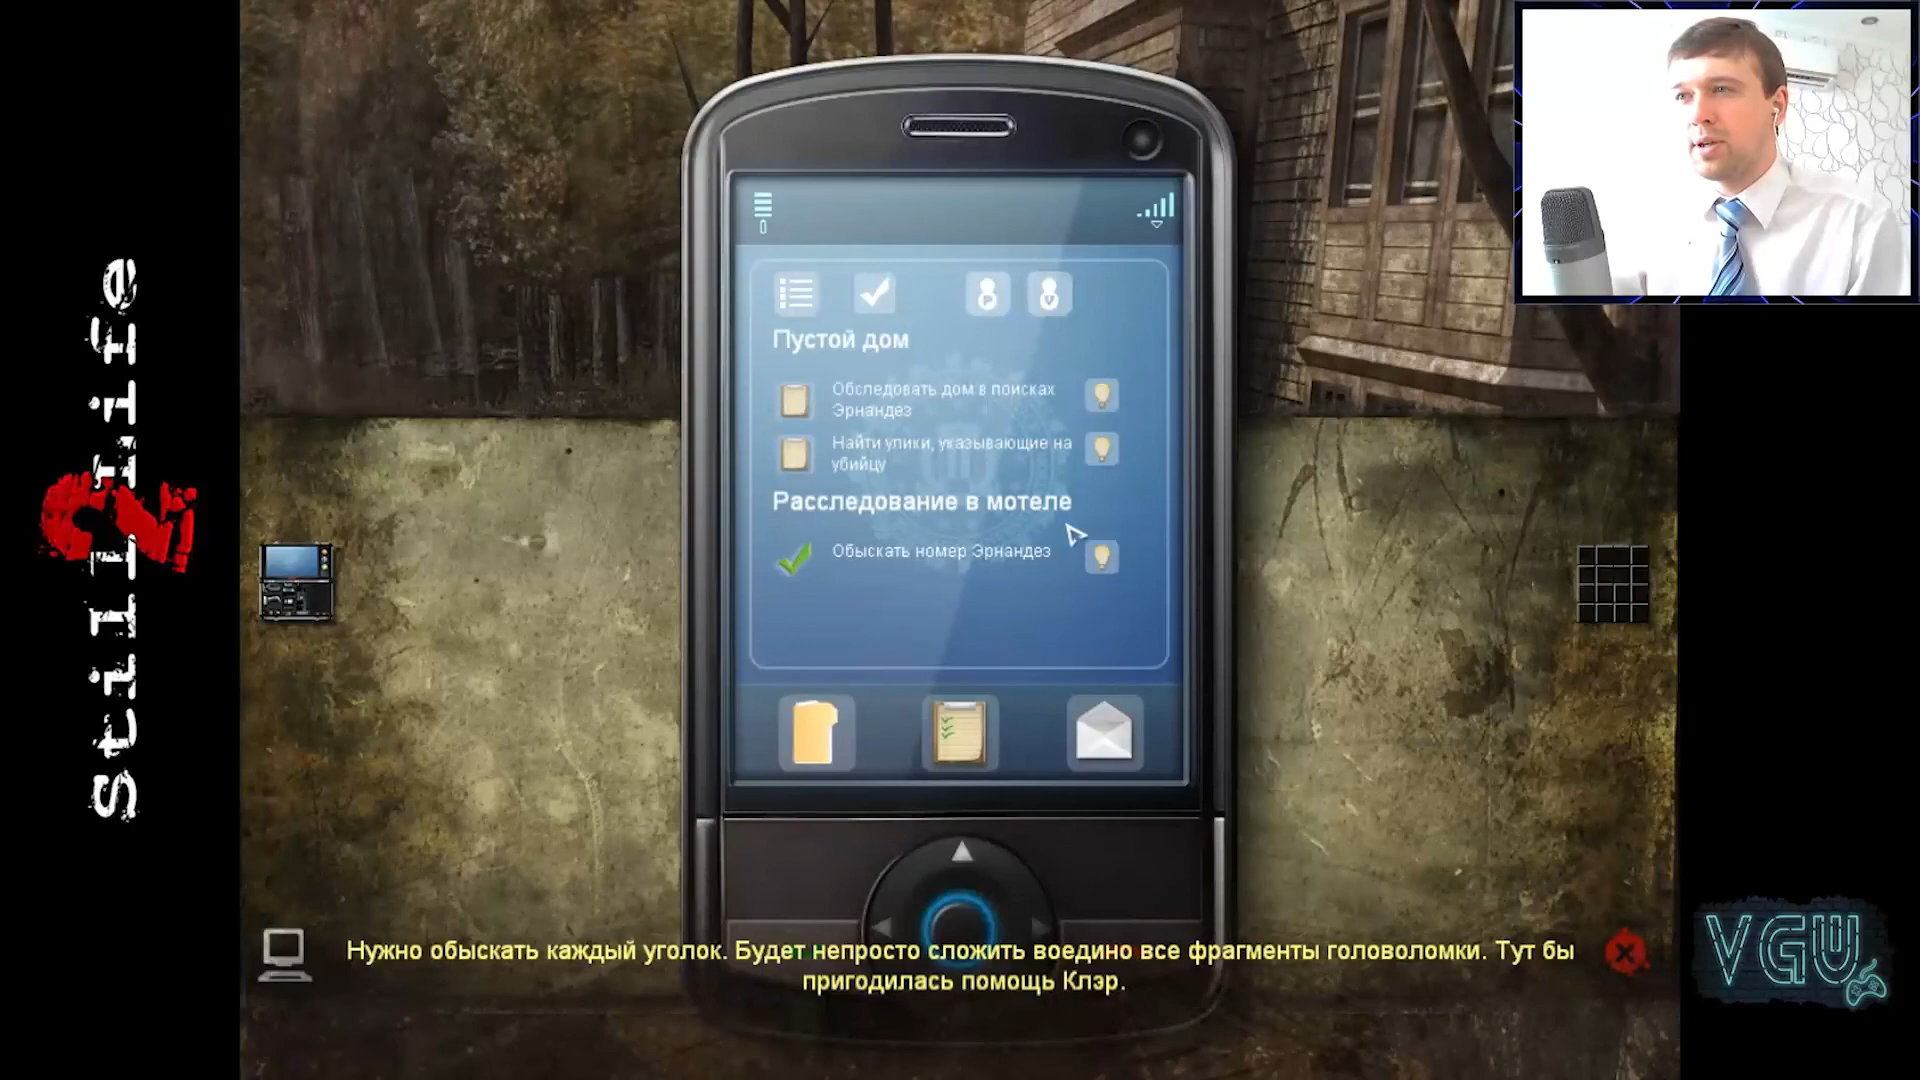 Still Life
2
Пустой дом
Обследовать дом в поисках
Эрнандез
Найти улики, указывающие на
убийцу
Расследование в мотеле
Обыскать номер Эрнандез
P
V
Нужно обыскать каждый уголок. Будет непросто сложить воедино все фрагменты головоломки. Тут бы
пригодилась помощь Клэр.
VGU